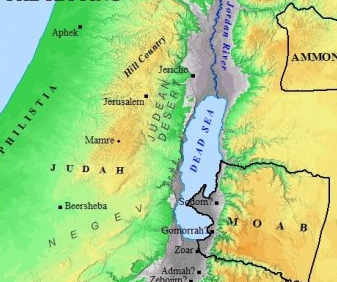 Aphek
Hill Country
Jordan River
AMMON
Jericho
Jerusalem
JUDEAN
DESERT
PHILISTIA
DEAD SEA
Mamre
JUDAH
Sodom?
Beersheba
NEGEV
MOAB
Gomorrah?
Zoar
Admah?
Zeboiim?